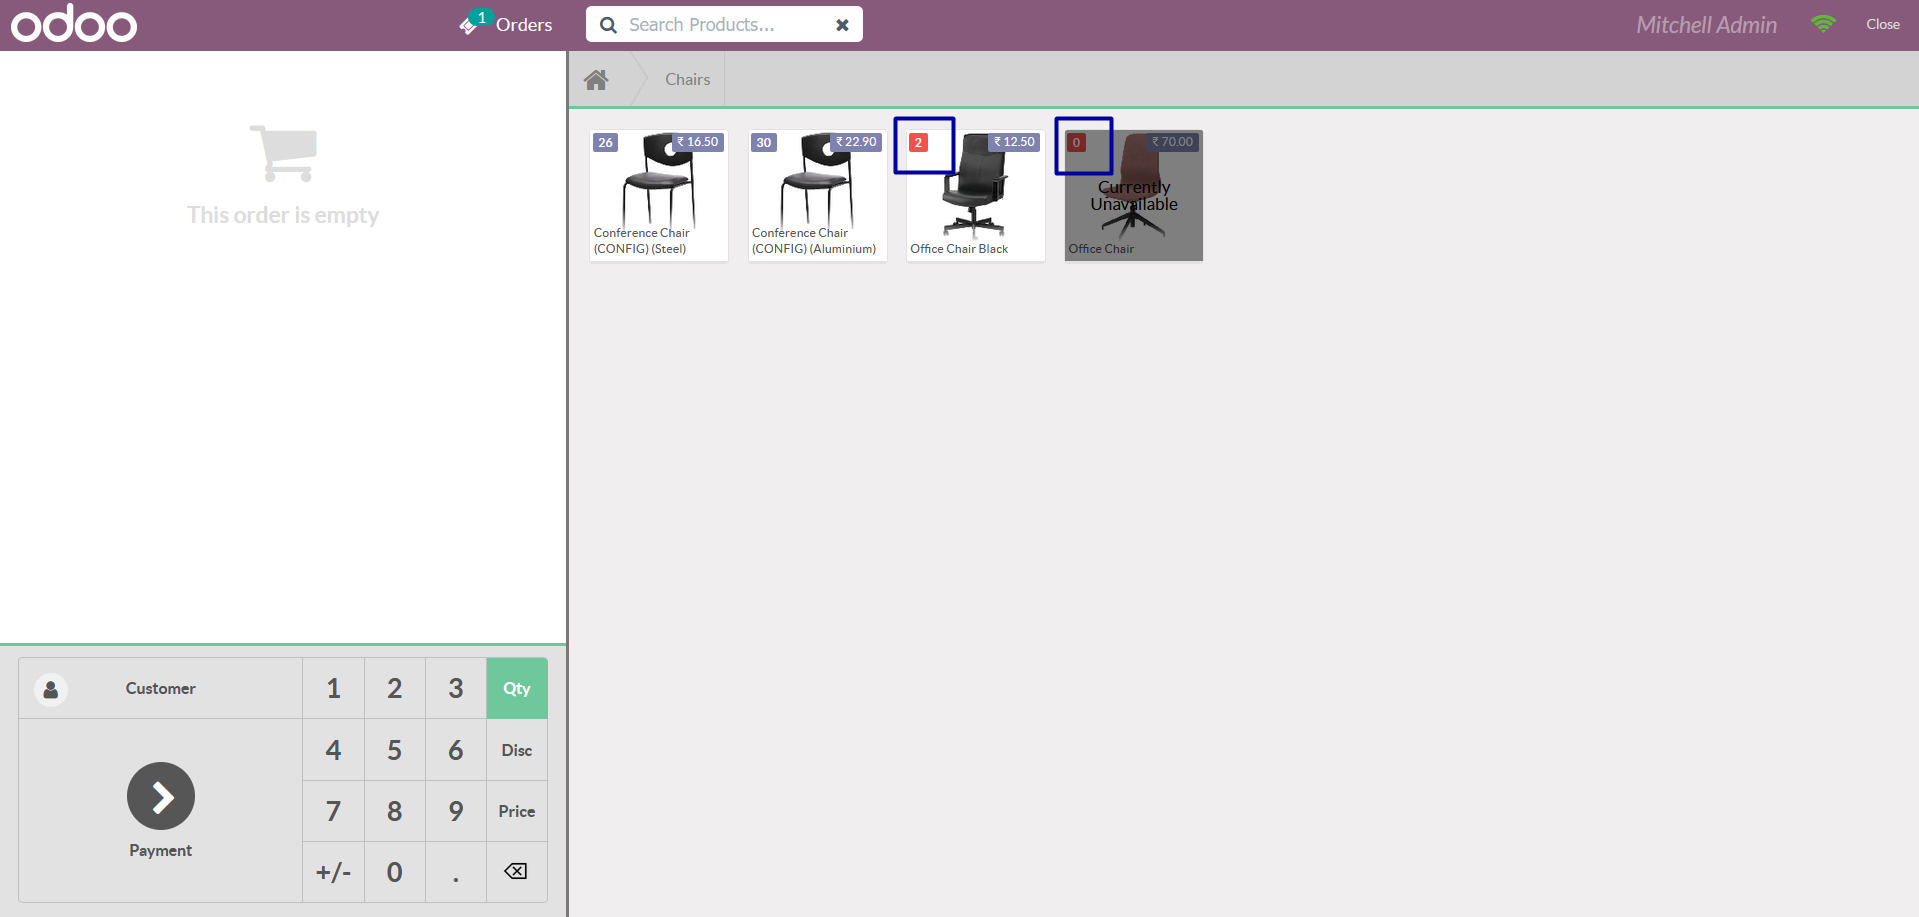 odoo
1
Orders
Search Products...
Mitchell Admin
Close
This order is empty
Chairs
26
₹ 16.50
Conference Chair
(CONFIG) (Steel)
30
₹ 22.90
Conference Chair
(CONFIG) (Aluminium)
2
₹ 12.50
Office Chair Black
0
₹ 70.00
Currently
Unavailable
Office Chair
Customer
1 2 3 Qty
4 5 6 Disc
7 8 9 Price
Payment
+/- 0 .